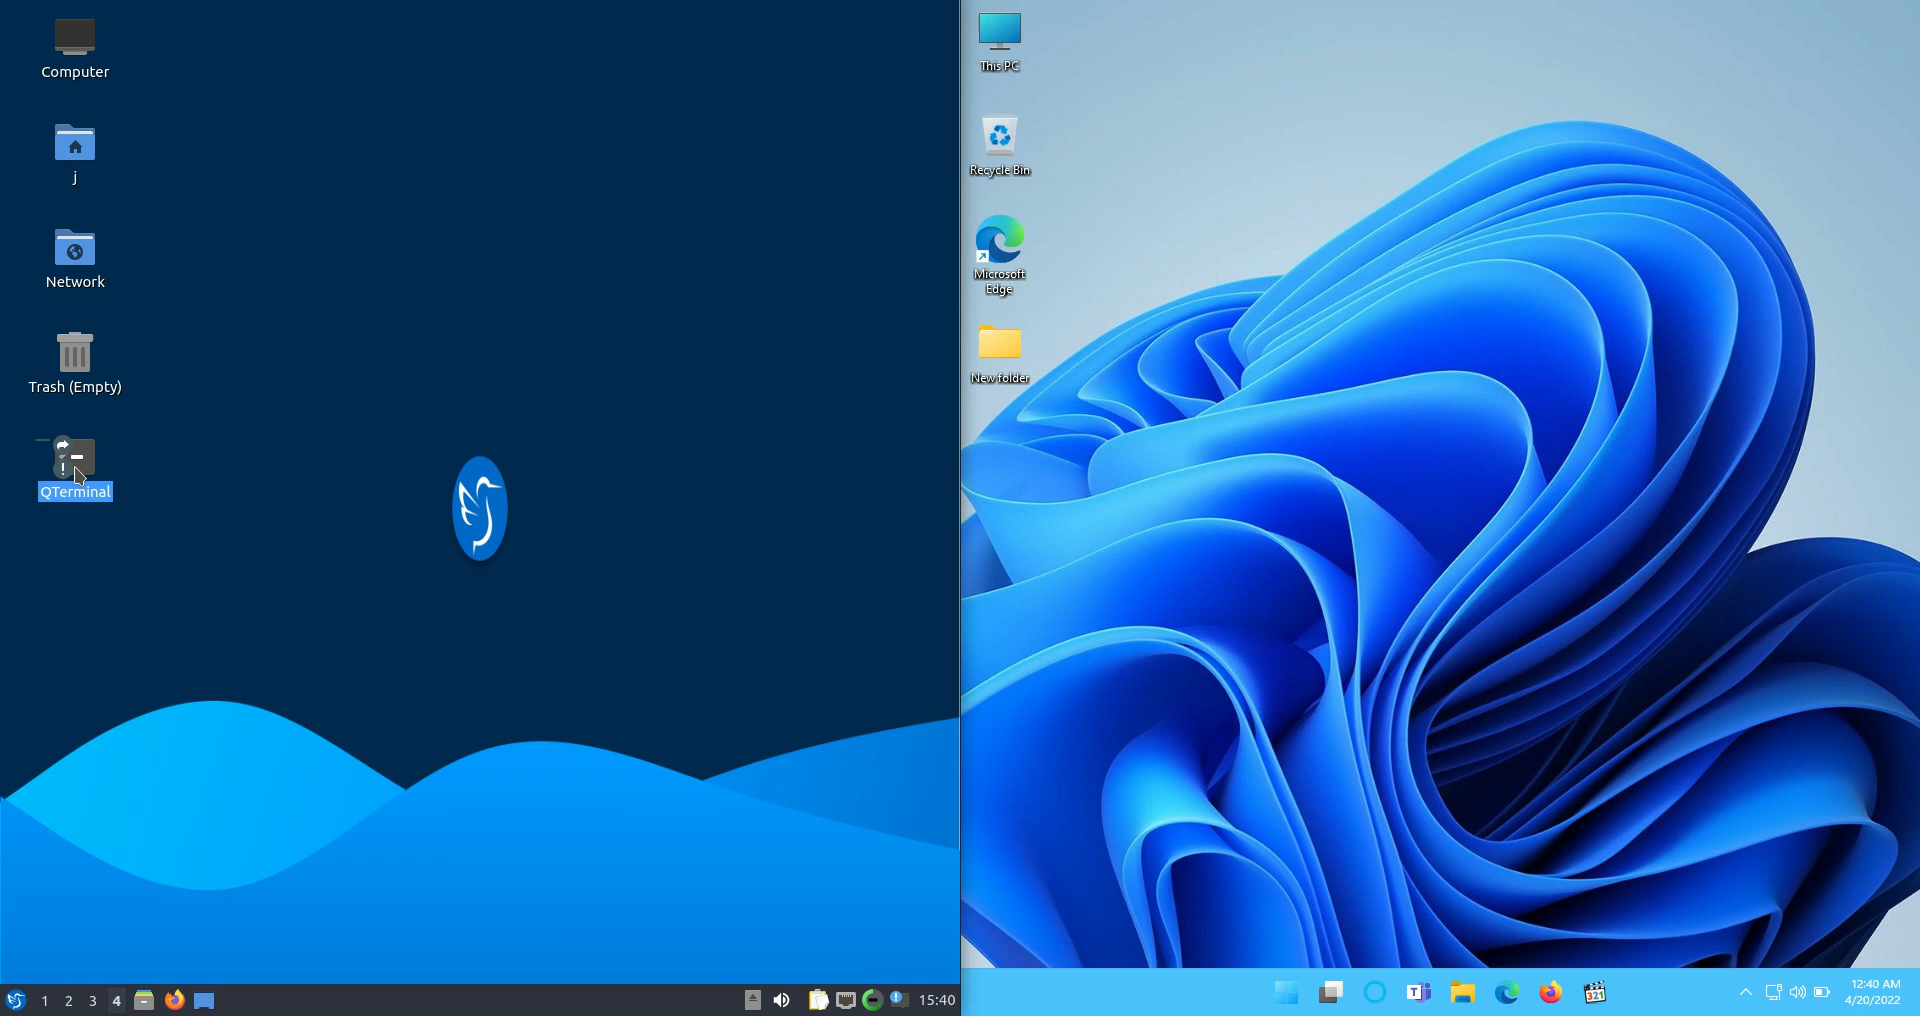 Computer
j
Network
Trash (Empty)
QTerminal
1 2 3 4
15:40
This PC
Recycle Bin
Microsoft
Edge
New folder
T
321
12:40 AM
4/20/2022